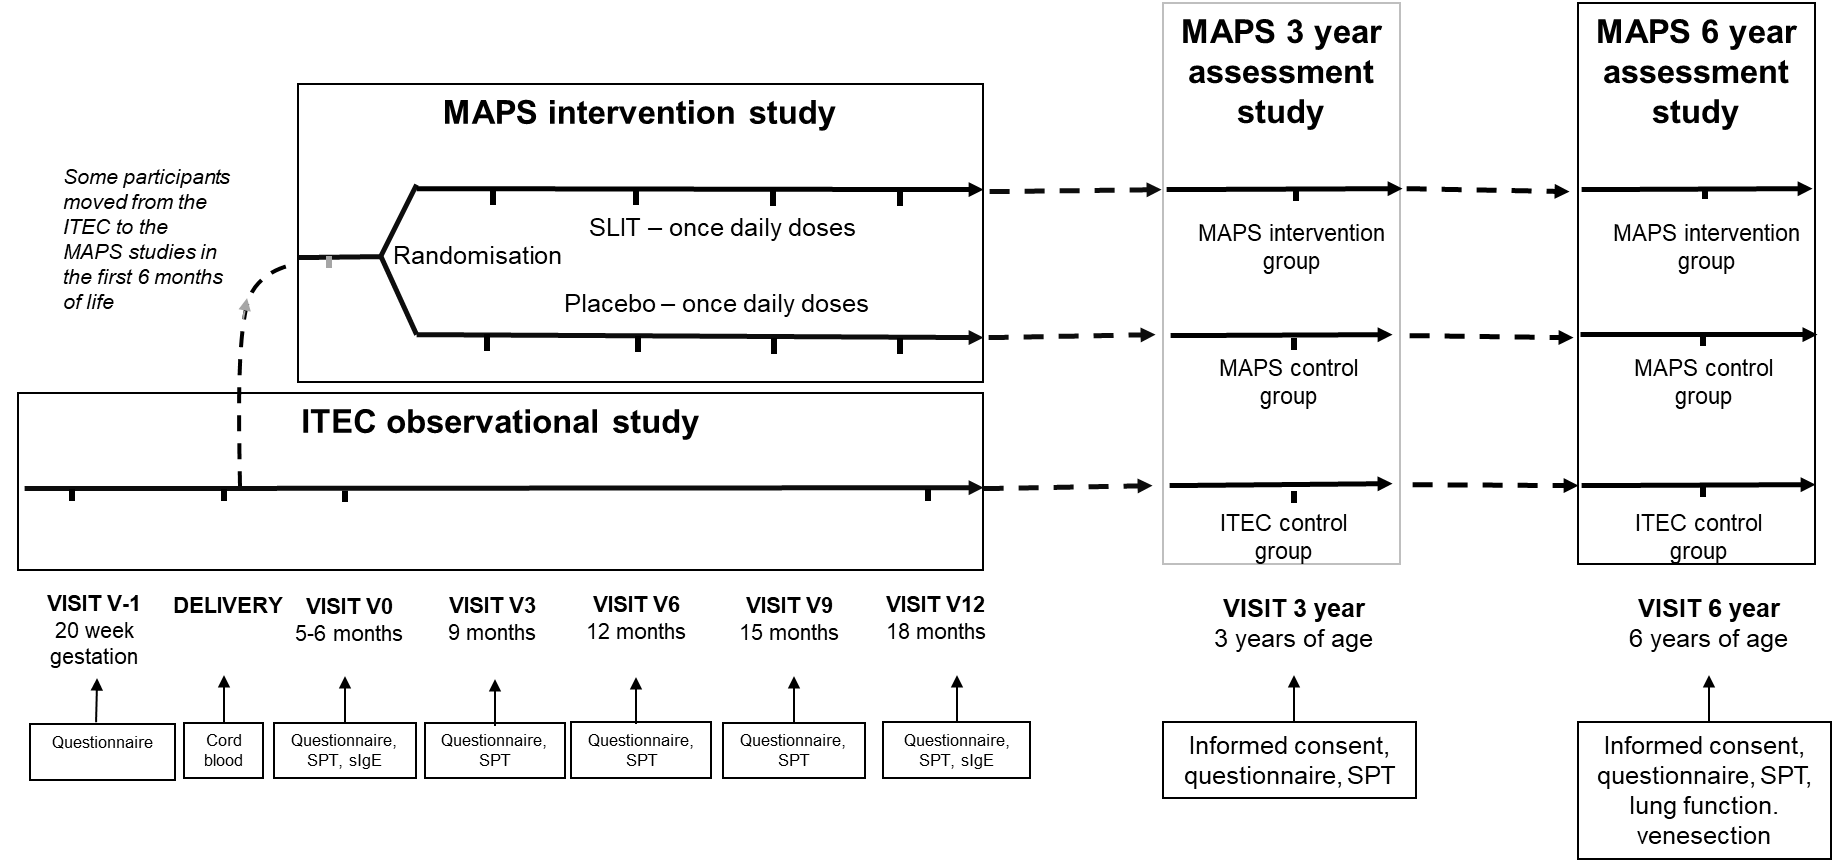 MAPS intervention study
MAPS 3 year
assessment
study
MAPS 6 year
assessment
study
Some participants
moved from the
ITEC to the
MAPS studies in
the first 6 months
of life
Randomisation
SLIT – once daily doses
Placebo – once daily doses
MAPS intervention
group
MAPS intervention
group
MAPS control
group
MAPS control
group
ITEC observational study
ITEC control
group
ITEC control
group
VISIT V-1
20 week
gestation
DELIVERY
VISIT V0
5-6 months
VISIT V3
9 months
VISIT V6
12 months
VISIT V9
15 months
VISIT V12
18 months
VISIT 3 year
3 years of age
VISIT 6 year
6 years of age
Questionnaire
Cord
blood
Questionnaire,
SPT, sIgE
Questionnaire,
SPT
Questionnaire,
SPT
Questionnaire,
SPT
Questionnaire,
SPT, sIgE
Informed consent,
questionnaire, SPT
Informed consent,
questionnaire, SPT,
lung function.
venesection